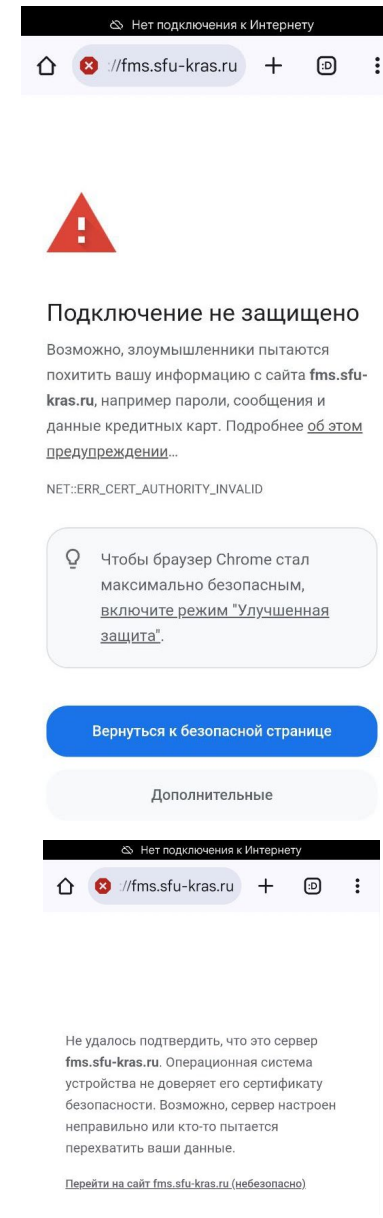 Нет подключения к Интернету
://fms.sfu-kras.ru
:D
Подключение не защищено
Возможно, злоумышленники пытаются
похитить вашу информацию с сайта fms.sfu-
kras.ru, например пароли, сообщения и
данные кредитных карт. Подробнее об этом
предупреждении...
NET::ERR_CERT_AUTHORITY_INVALID
Чтобы браузер Chrome стал
максимально безопасным,
включите режим "Улучшенная
защита".
Вернуться к безопасной странице
Дополнительные
Нет подключения к Интернету
://fms.sfu-kras.ru
:D
Не удалось подтвердить, что это сервер
fms.sfu-kras.ru. Операционная система
устройства не доверяет его сертификату
безопасности. Возможно, сервер настроен
неправильно или кто-то пытается
перехватить ваши данные.
Перейти на сайт fms.sfu-kras.ru (небезопасно)